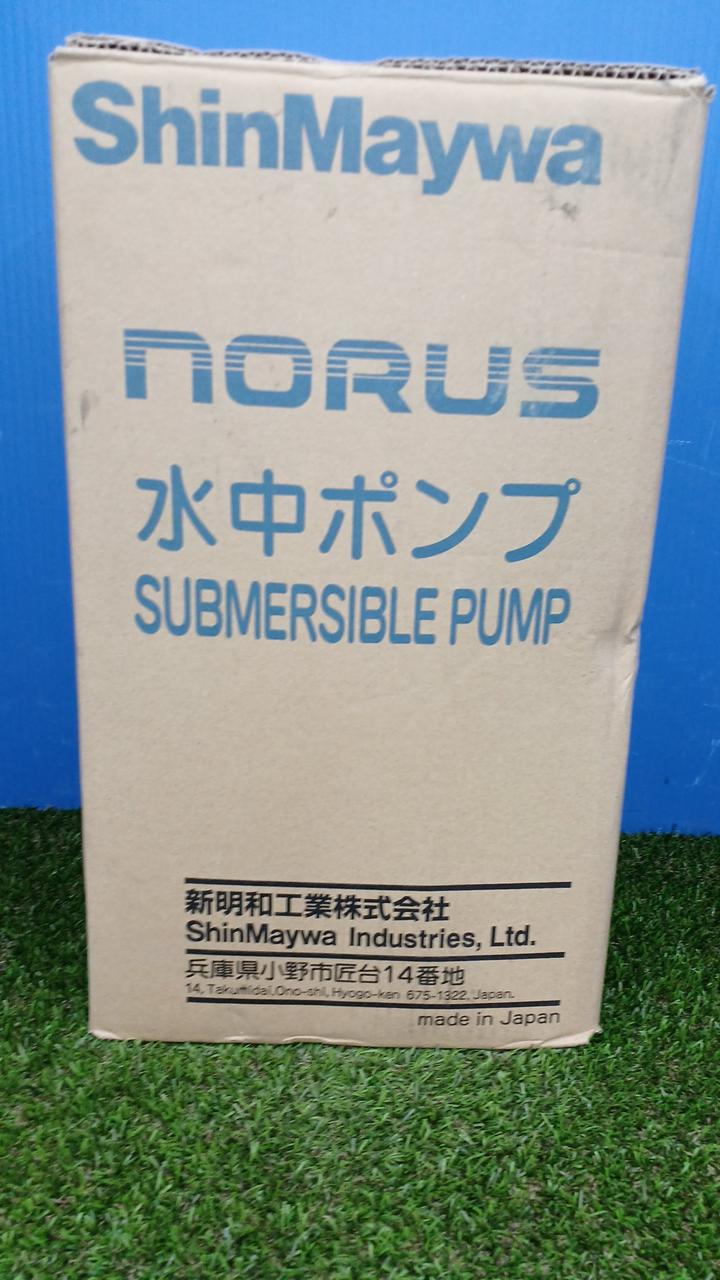 ShinMaywa
NORUS
水中ポンプ
SUBMERSIBLE PUMP
新明和工業株式会社
ShinMaywa Industries, Ltd.
兵庫県小野市匠台14番地
14, Takumidai, Ono-shi, Hyogo-ken 675-1322, Japan.
made in Japan